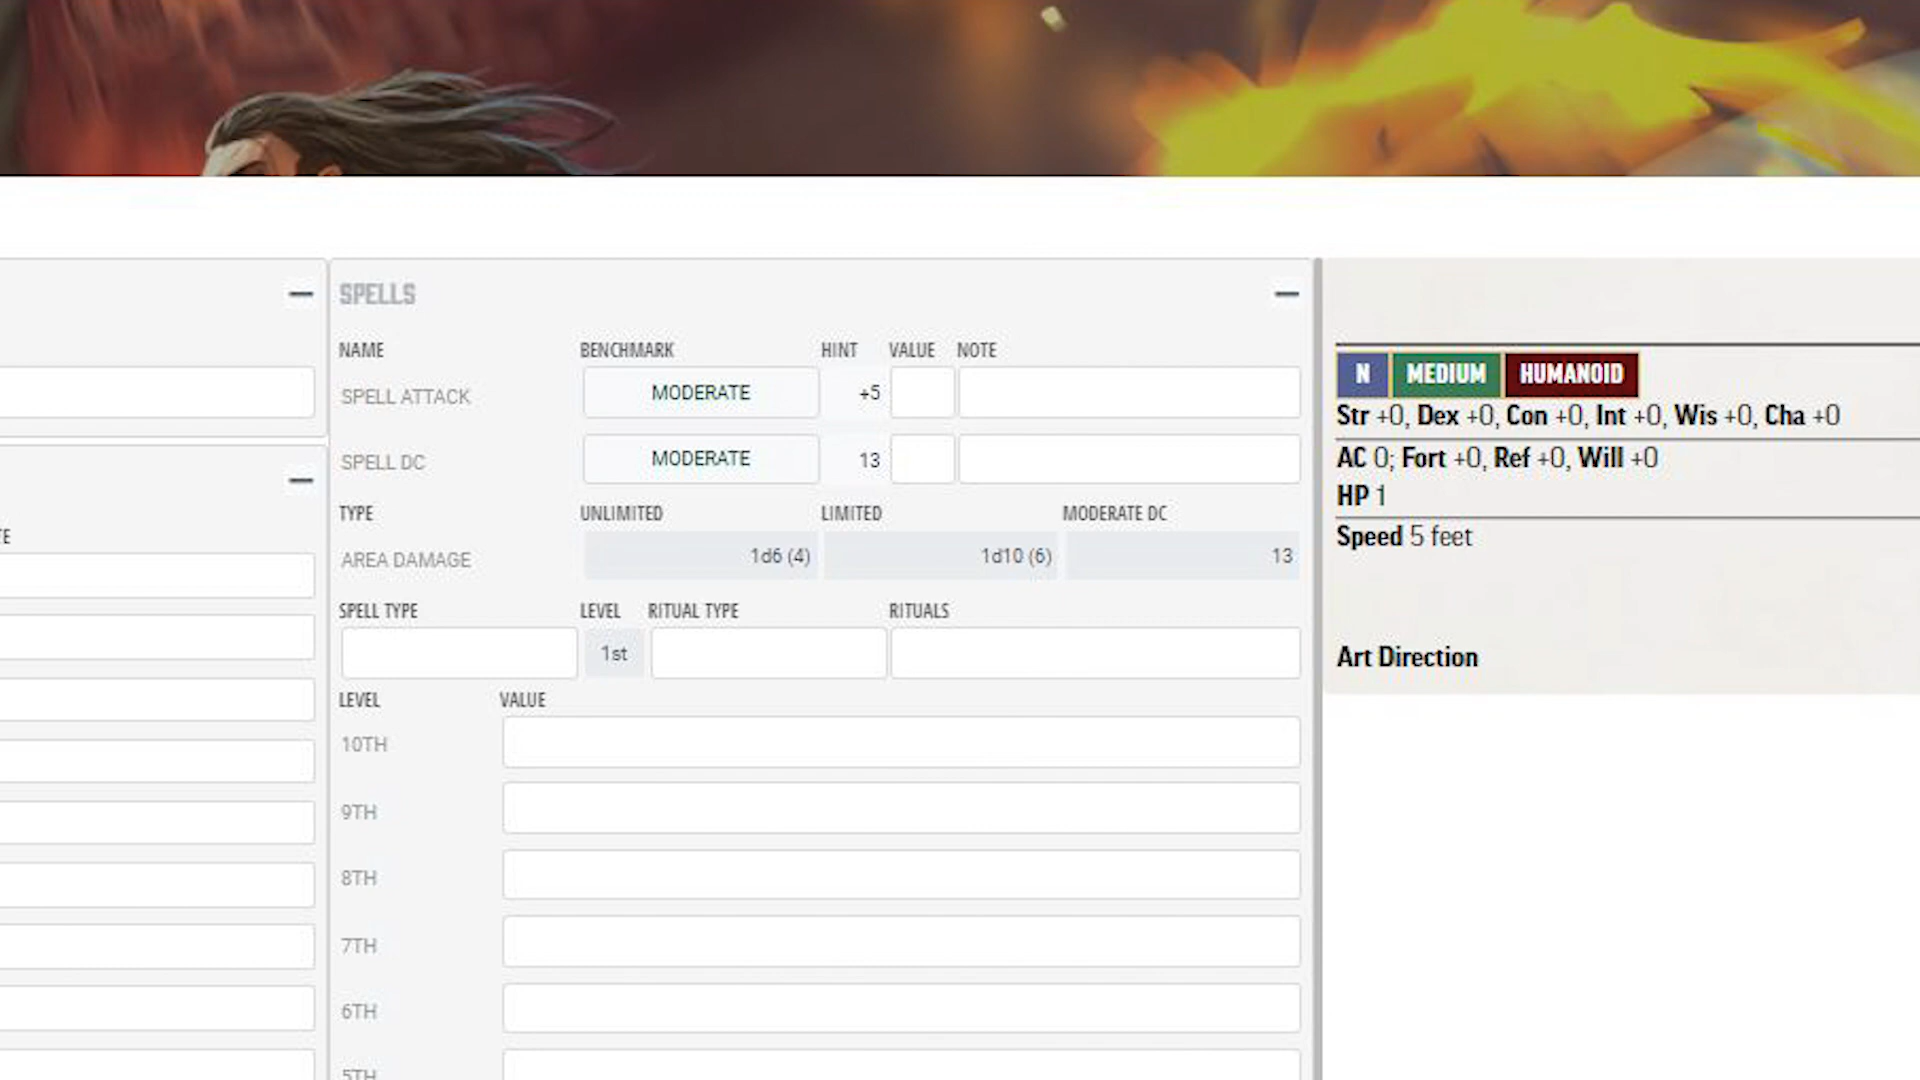 SPELLS
NAME BENCHMARK HINT VALUE NOTE
SPELL ATTACK MODERATE +5
SPELL DC MODERATE 13
TYPE UNLIMITED LIMITED MODERATE DC
AREA DAMAGE 1d6 (4) 1d10 (6) 13
SPELL TYPE LEVEL RITUAL TYPE RITUALS
1st
LEVEL VALUE
10TH
9TH
8TH
7TH
6TH
5TH
N MEDIUM HUMANOID
Str +0, Dex +0, Con +0, Int +0, Wis +0, Cha +0
AC 0; Fort +0, Ref +0, Will +0
HP 1
Speed 5 feet
Art Direction